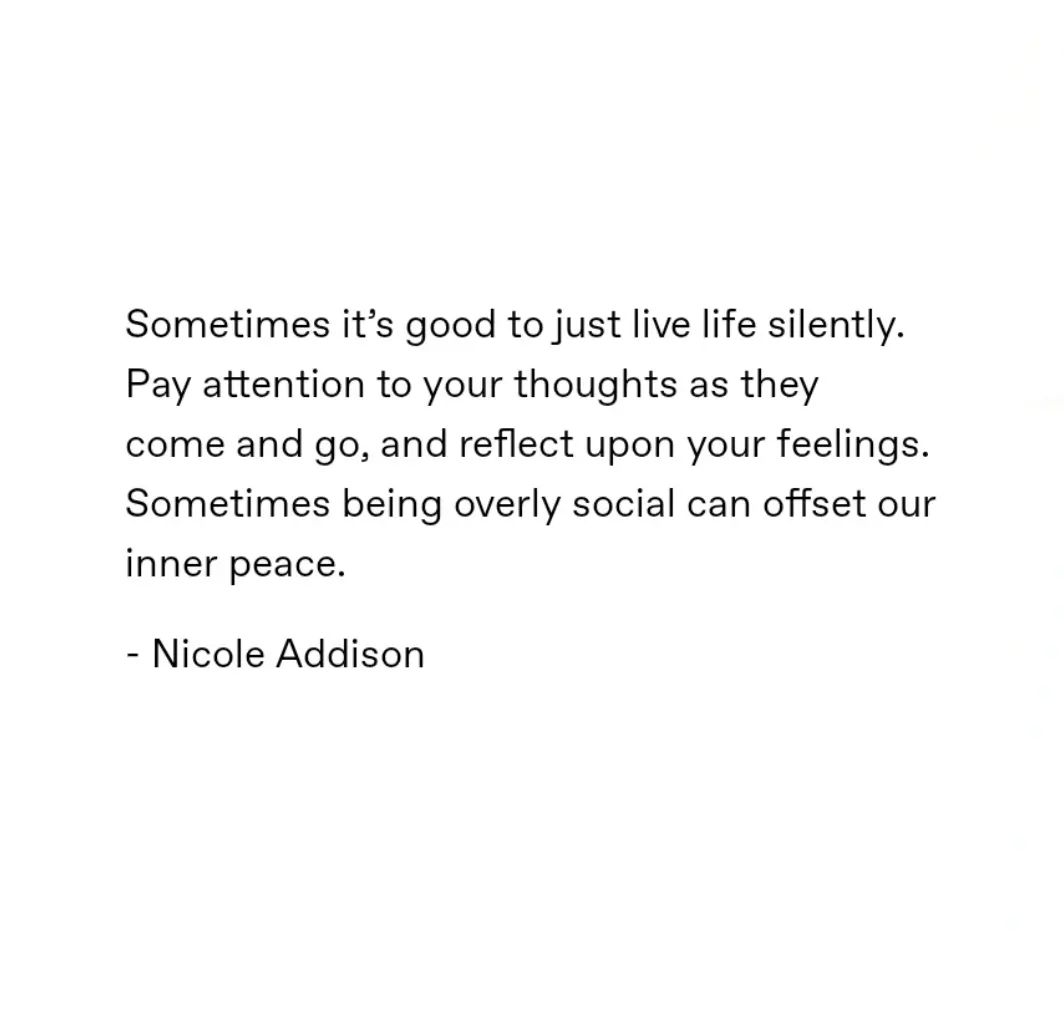 Sometimes it’s good to just live life silently.
Pay attention to your thoughts as they
come and go, and reflect upon your feelings.
Sometimes being overly social can offset our
inner peace.
- Nicole Addison